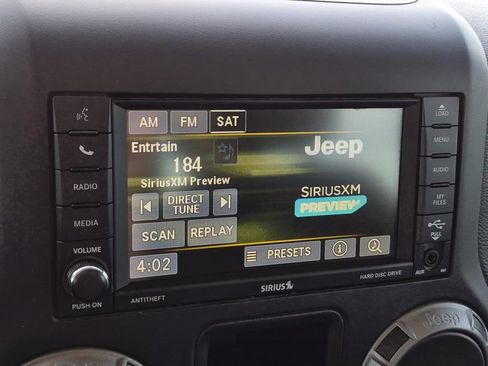 AM FM SAT
LOAD
Entrtain
Jeep
MENU
184
RADIO
SiriusXM Preview
AUDIO
DIRECT TUNE
SIRIUSXM
PREVIEW
MY FILES
MEDIA
SCAN REPLAY
PULL
VOLUME
4:02
PRESETS
PUSH ON
ANTITHEFT
SIRIUS
HARD DISC DRIVE
AUX
Jeep